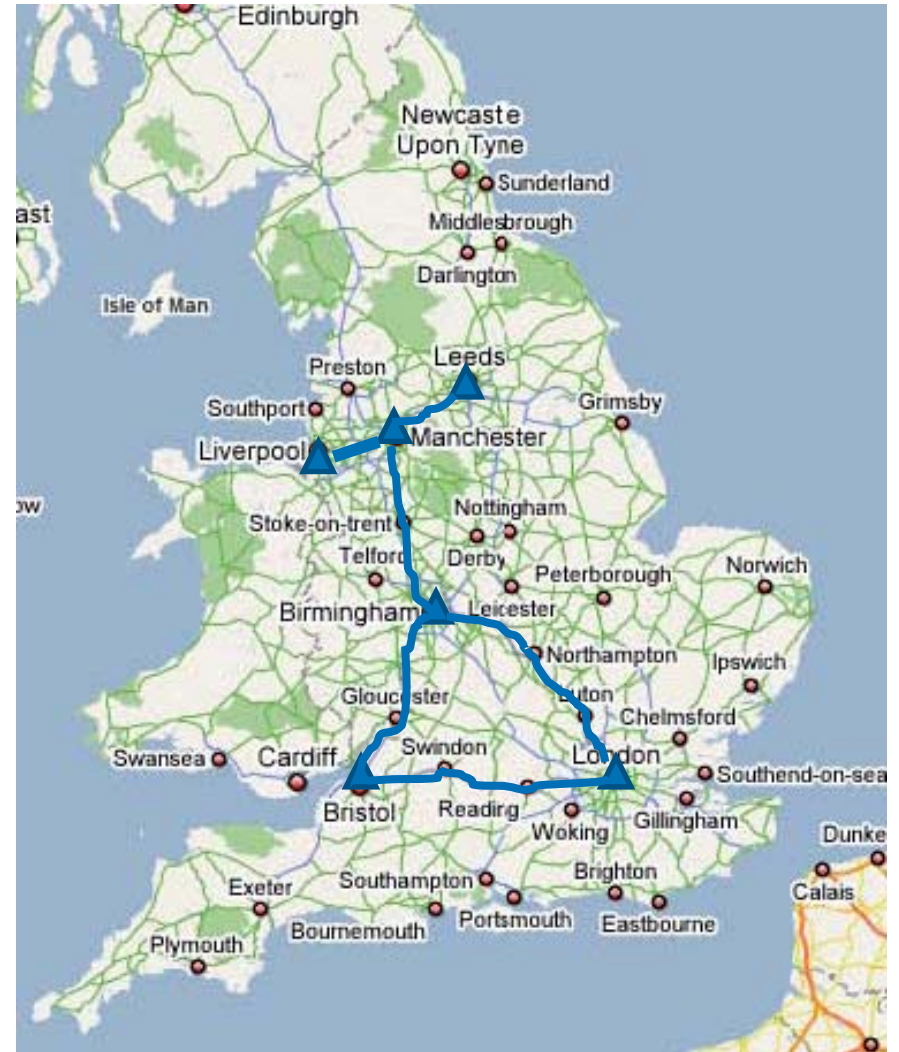 Edinburgh
Newcastle
Upon Tyne
Sunderland
ast
Middlesbrough
Darlington
Isle of Man
Leeds
Preston
Southport
Grimsby
Manchester
Liverpool
ow
Nottingham
Stoke-on-trent
Telford
Derby
Norwich
Peterborough
Birmingham
Leicester
Northampton
Ipswich
Gloucester
Luton
Chelmsford
Swindon
Swansea
Cardiff
London
Southend-on-sea
Bristol
Reading
Gillingham
Woking
Dunke
Brighton
Southampton
Exeter
Calais
Portsmouth
Eastbourne
Bournemouth
Plymouth